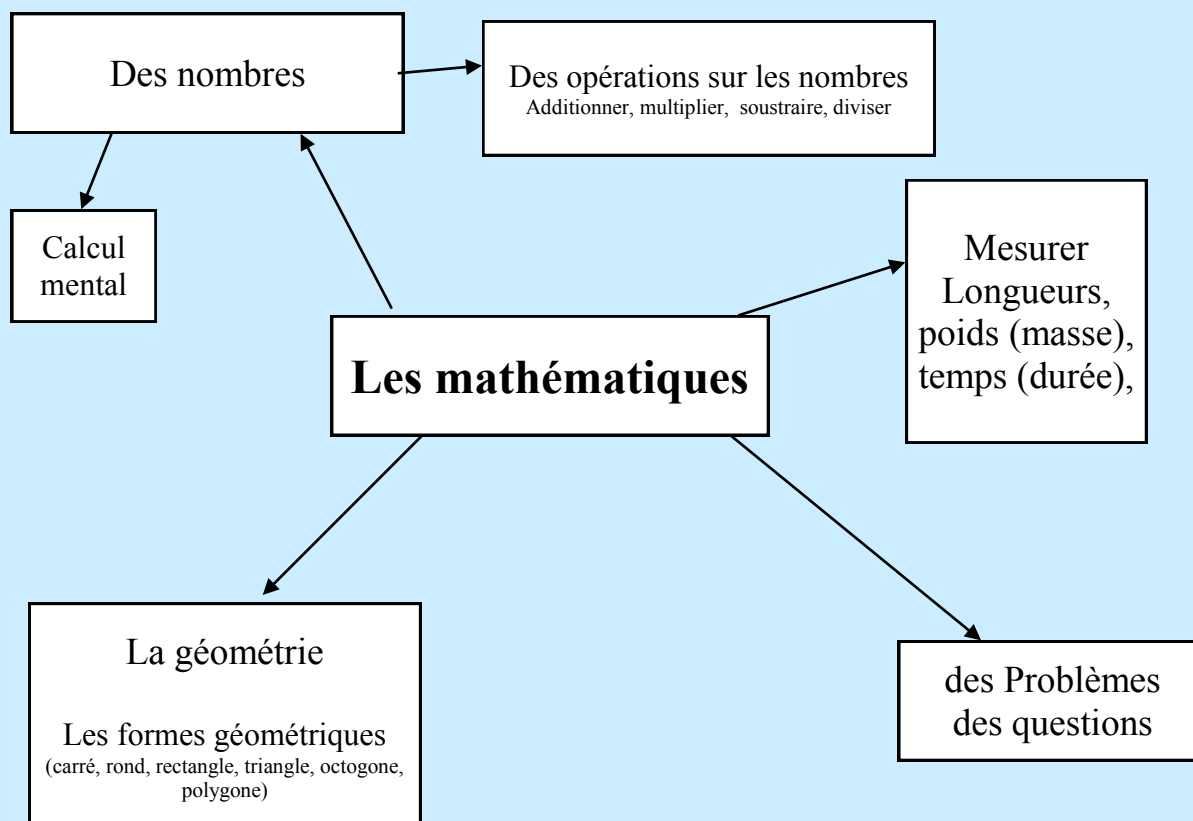 Des nombres
Des opérations sur les nombres
Additionner, multiplier, soustraire, diviser
Calcul
mental
Mesurer
Longueurs,
poids (masse),
temps (durée),
Les mathématiques
La géométrie
Les formes géométriques
(carré, rond, rectangle, triangle, octogone,
polygone)
des Problèmes
des questions